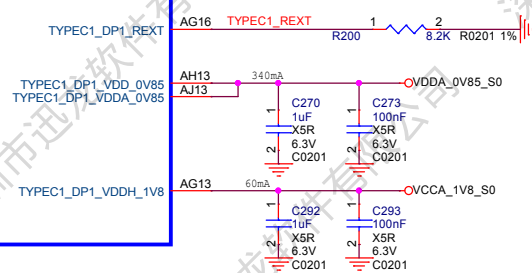 TYPEC1_DP1_REXT AG16 TYPEC1_REXT 1 2
R200 8.2K R0201 1%
TYPEC1_DP1_VDD_0V85 AH13 340mA VDDA_0V85_S0
TYPEC1_DP1_VDDA_0V85 AJ13
C270 C273
1uF 100nF
X5R X5R
6.3V 6.3V
C0201 C0201
1 2 1 2
TYPEC1_DP1_VDDH_1V8 AG13 60mA VCCA_1V8_S0
C292 C293
1uF 100nF
X5R X5R
6.3V 6.3V
C0201 C0201
1 2 1 2